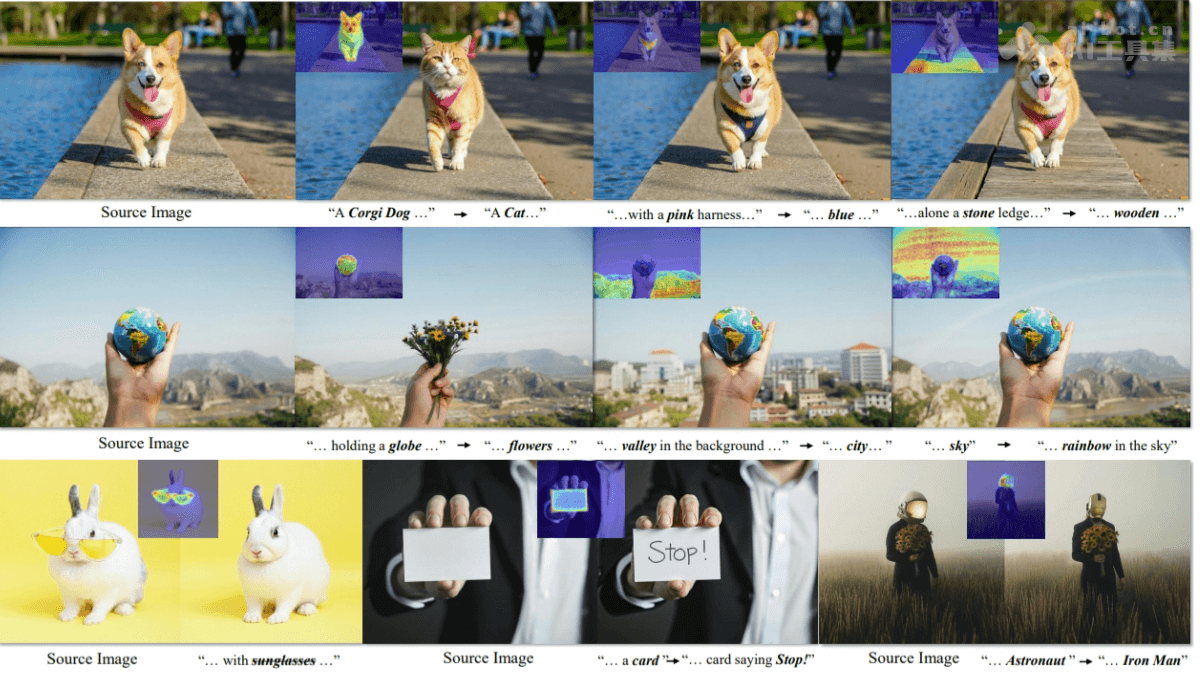 Source Image
“A Corgi Dog …” → “A Cat…”
“…with a pink harness…” → “… blue …”
“…alone a stone ledge…” → “… wooden …”
Source Image
“… holding a globe …” → “… flowers …”
“… valley in the background …” → “… city…”
“… sky” → “… rainbow in the sky”
Stop!
Source Image
“… with sunglasses …”
Source Image
“… a card ”→“… card saying Stop!”
Source Image
“… Astronaut ” → “… Iron Man”